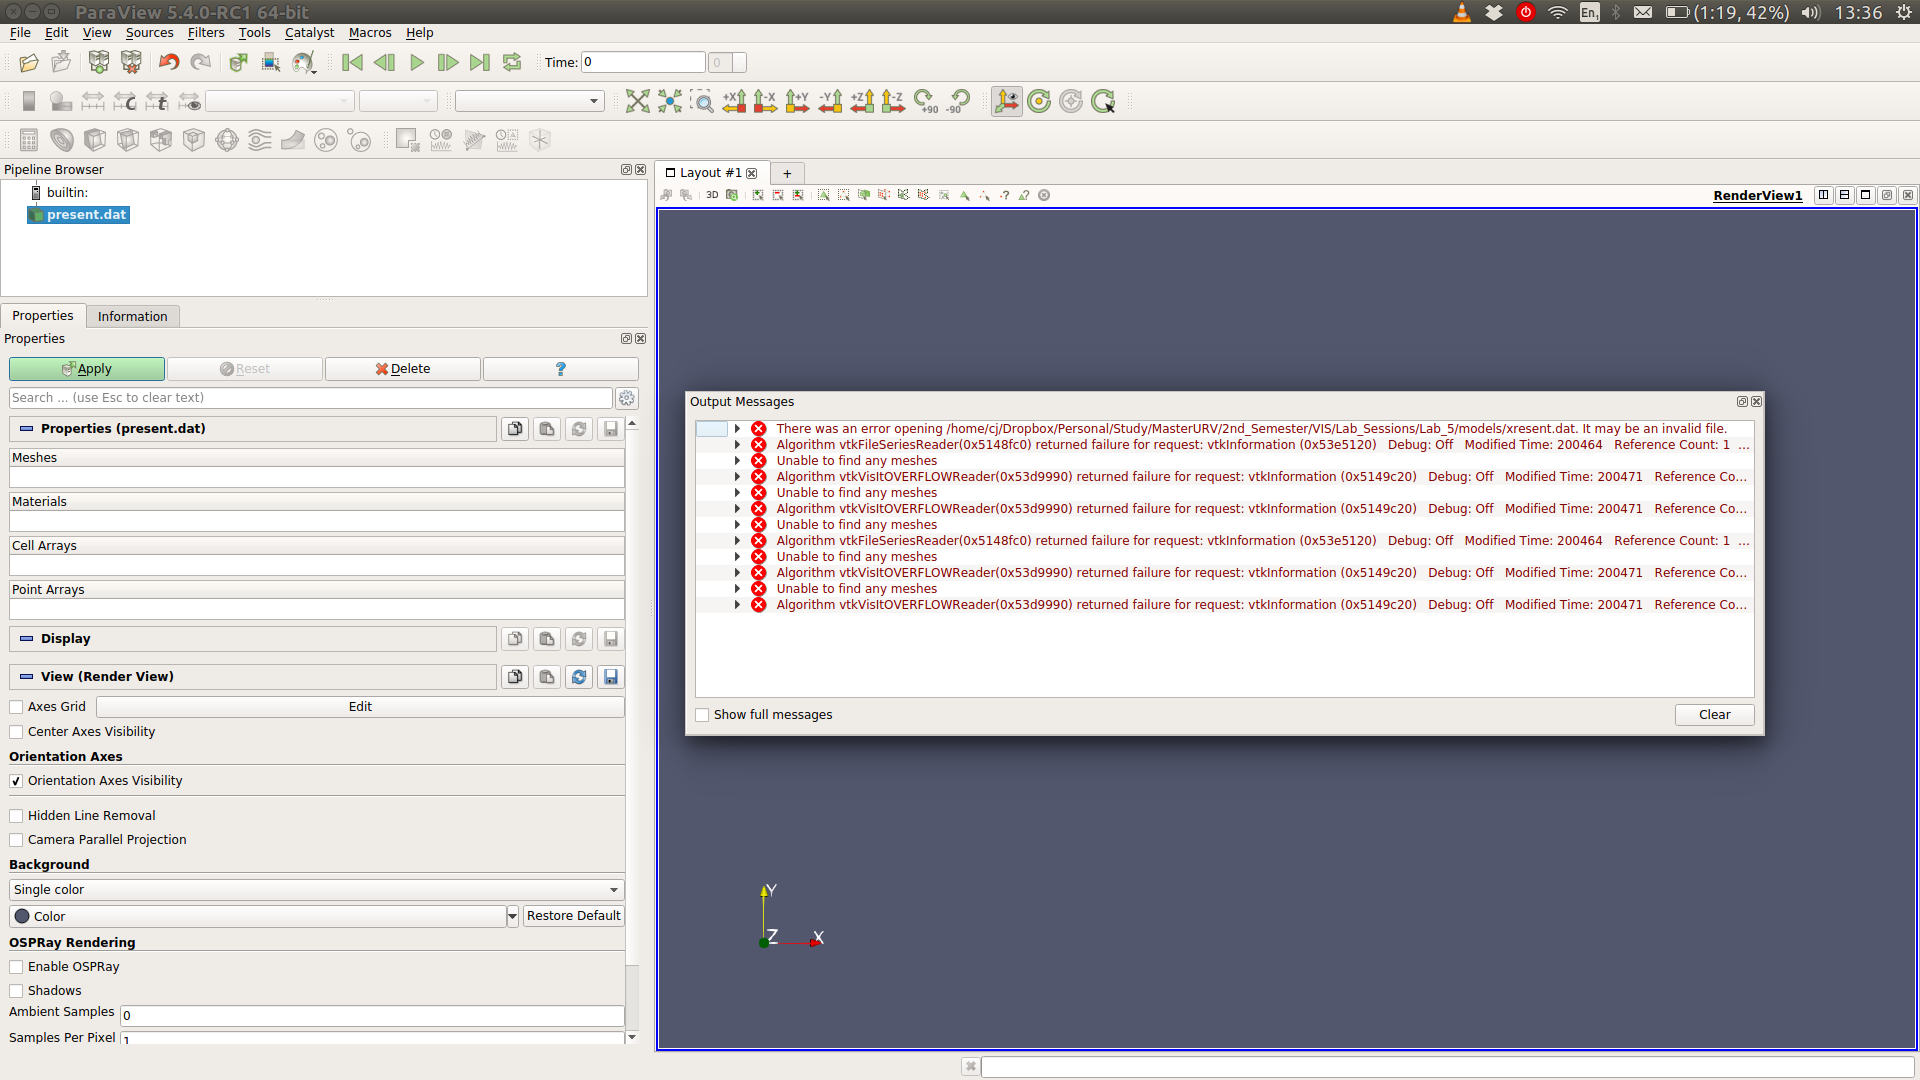 ParaView 5.4.0-RC1 64-bit
En1
(1:19, 42%)
13:36
File Edit View Sources Filters Tools Catalyst Macros Help
Time: 0
0
C
t
+X -X +Y -Y +Z -Z +90 -90
Pipeline Browser
builtin:
present.dat
Layout #1
+
3D
RenderView1
Properties Information
Properties
Apply
Reset
Delete
?
Search ... (use Esc to clear text)
Properties (present.dat)
Meshes
Materials
Cell Arrays
Point Arrays
Display
View (Render View)
Axes Grid
Edit
Center Axes Visibility
Orientation Axes
Orientation Axes Visibility
Hidden Line Removal
Camera Parallel Projection
Background
Single color
Color
Restore Default
OSPRay Rendering
Enable OSPRay
Shadows
Ambient Samples 0
Samples Per Pixel 1
Output Messages
There was an error opening /home/cj/Dropbox/Personal/Study/MasterURV/2nd_Semester/VIS/Lab_Sessions/Lab_5/models/xresent.dat. It may be an invalid file.
Algorithm vtkFileSeriesReader(0x5148fc0) returned failure for request: vtkInformation (0x53e5120) Debug: Off Modified Time: 200464 Reference Count: 1 ...
Unable to find any meshes
Algorithm vtkVisItOVERFLOWReader(0x53d9990) returned failure for request: vtkInformation (0x5149c20) Debug: Off Modified Time: 200471 Reference Co...
Unable to find any meshes
Algorithm vtkVisItOVERFLOWReader(0x53d9990) returned failure for request: vtkInformation (0x5149c20) Debug: Off Modified Time: 200471 Reference Co...
Unable to find any meshes
Algorithm vtkFileSeriesReader(0x5148fc0) returned failure for request: vtkInformation (0x53e5120) Debug: Off Modified Time: 200464 Reference Count: 1 ...
Unable to find any meshes
Algorithm vtkVisItOVERFLOWReader(0x53d9990) returned failure for request: vtkInformation (0x5149c20) Debug: Off Modified Time: 200471 Reference Co...
Unable to find any meshes
Algorithm vtkVisItOVERFLOWReader(0x53d9990) returned failure for request: vtkInformation (0x5149c20) Debug: Off Modified Time: 200471 Reference Co...
Show full messages
Clear
Y
Z
X